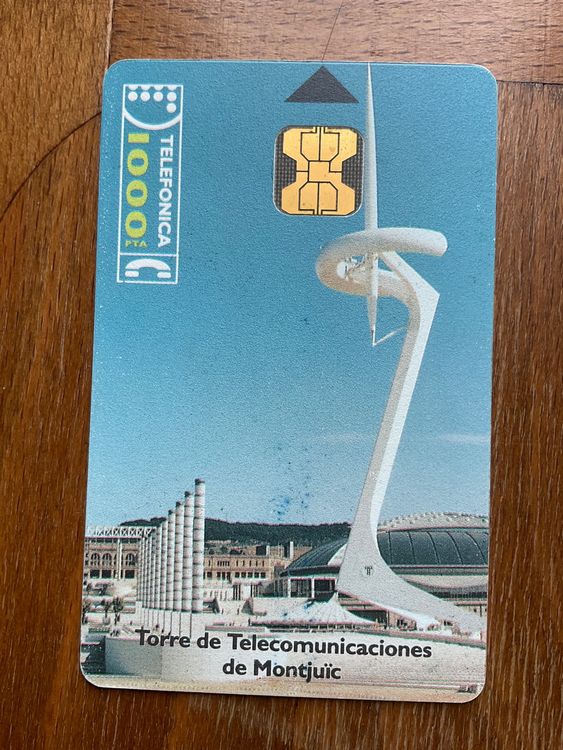 TELEFONICA
1000
PTA
Torre de Telecomunicaciones
de Montjuïc